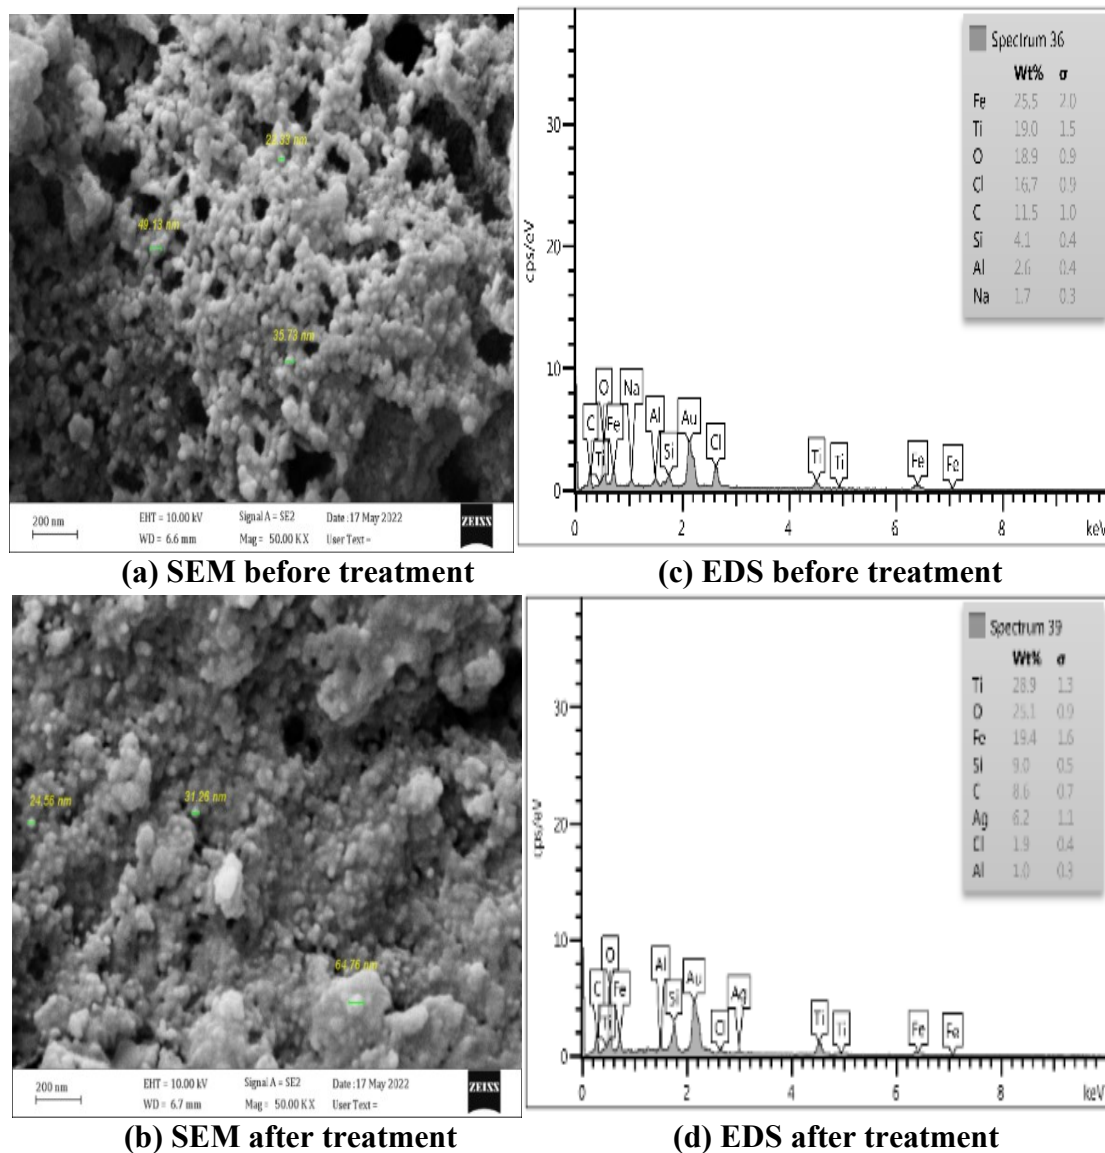 28.33 nm
49.13 nm
35.73 nm
200 nm
EHT = 10.00 kV
Signal A = SE2
Date :17 May 2022
ZEISS
WD = 6.6 mm
Mag = 50.00 K X
User Text =
(a) SEM before treatment
Spectrum 36
Wt% σ
Fe 25.5 2.0
Ti 19.0 1.5
O 18.9 0.9
Cl 16.7 0.9
C 11.5 1.0
Si 4.1 0.4
Al 2.6 0.4
Na 1.7 0.3
cps/eV
30
20
10
0
O Na
C Fe Al Au
Ti Si Cl Ti Ti Fe Fe
0 2 4 6 8 keV
(c) EDS before treatment
24.56 nm
31.26 nm
64.76 nm
200 nm
EHT = 10.00 kV
Signal A = SE2
Date :17 May 2022
ZEISS
WD = 6.7 mm
Mag = 50.00 K X
User Text =
(b) SEM after treatment
Spectrum 39
Wt% σ
Ti 28.9 1.3
O 25.1 0.9
Fe 19.4 1.6
Si 9.0 0.5
C 8.6 0.7
Ag 6.2 1.1
Cl 1.9 0.4
Al 1.0 0.3
cps/eV
30
20
10
0
O Al Au
C Fe Si Ag
Ti Cl Ti Ti Fe Fe
0 2 4 6 8 keV
(d) EDS after treatment